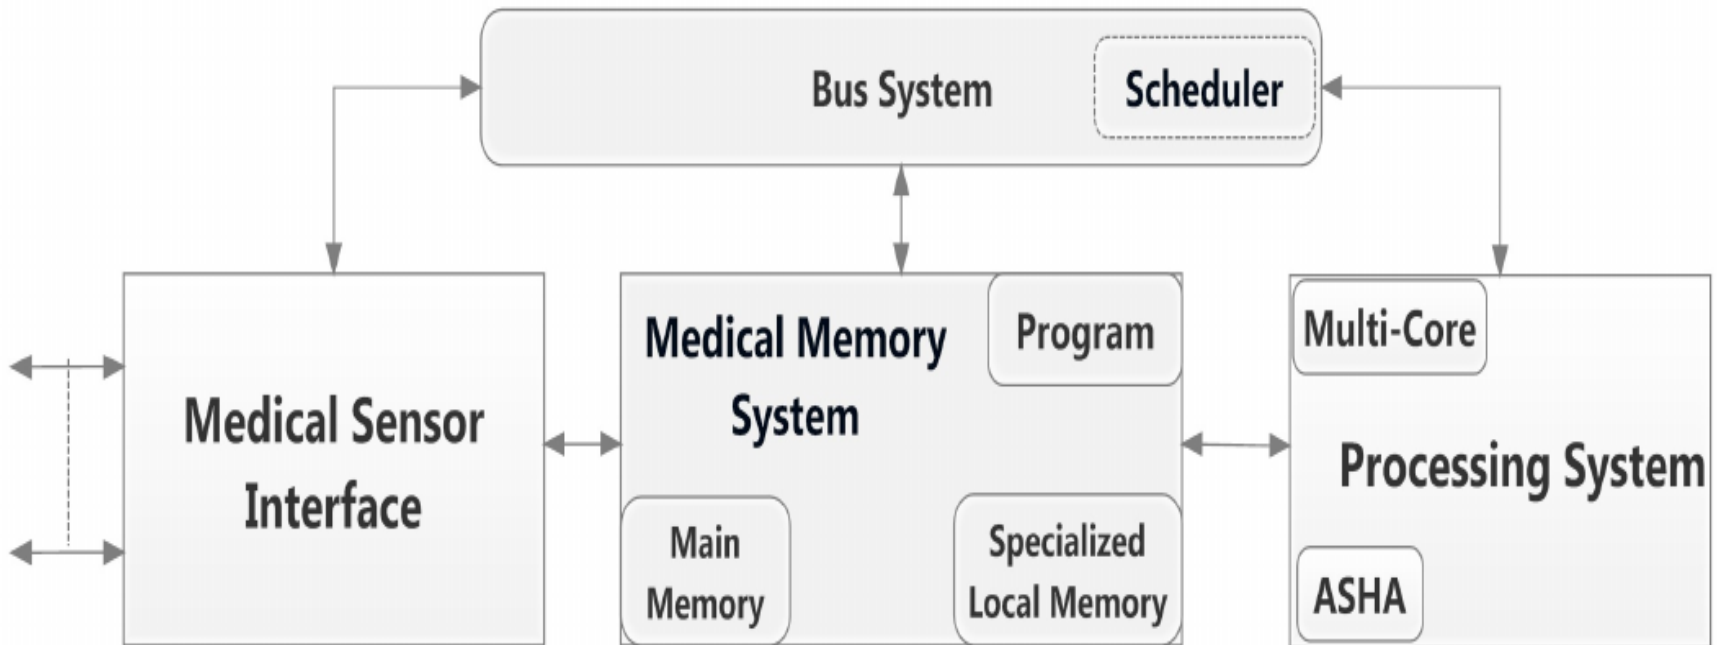 Bus System
Scheduler
Medical Sensor
Interface
Medical Memory
System
Program
Main
Memory
Specialized
Local Memory
Multi-Core
Processing System
ASHA